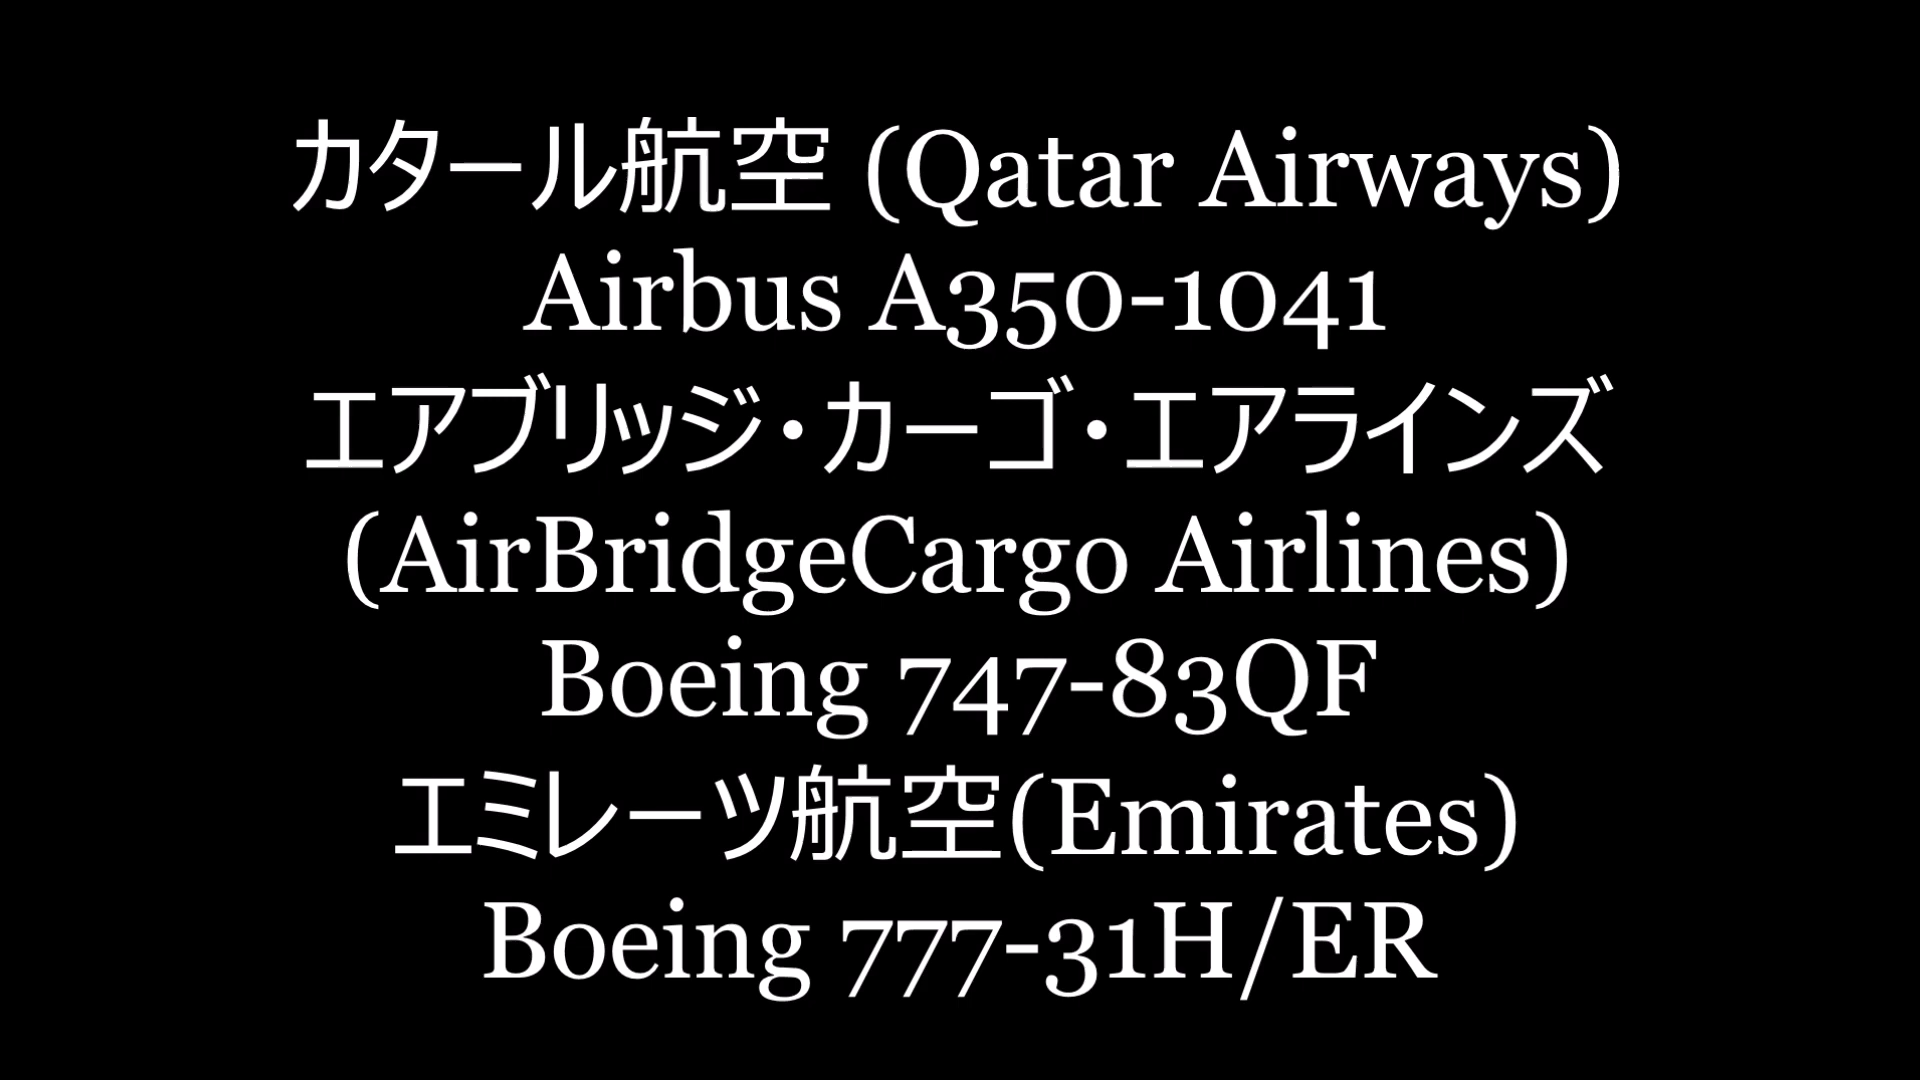 カタール航空 (Qatar Airways)
Airbus A350-1041
エアブリッジ・カーゴ・エアラインズ
(AirBridgeCargo Airlines)
Boeing 747-83QF
エミレーツ航空(Emirates)
Boeing 777-31H/ER